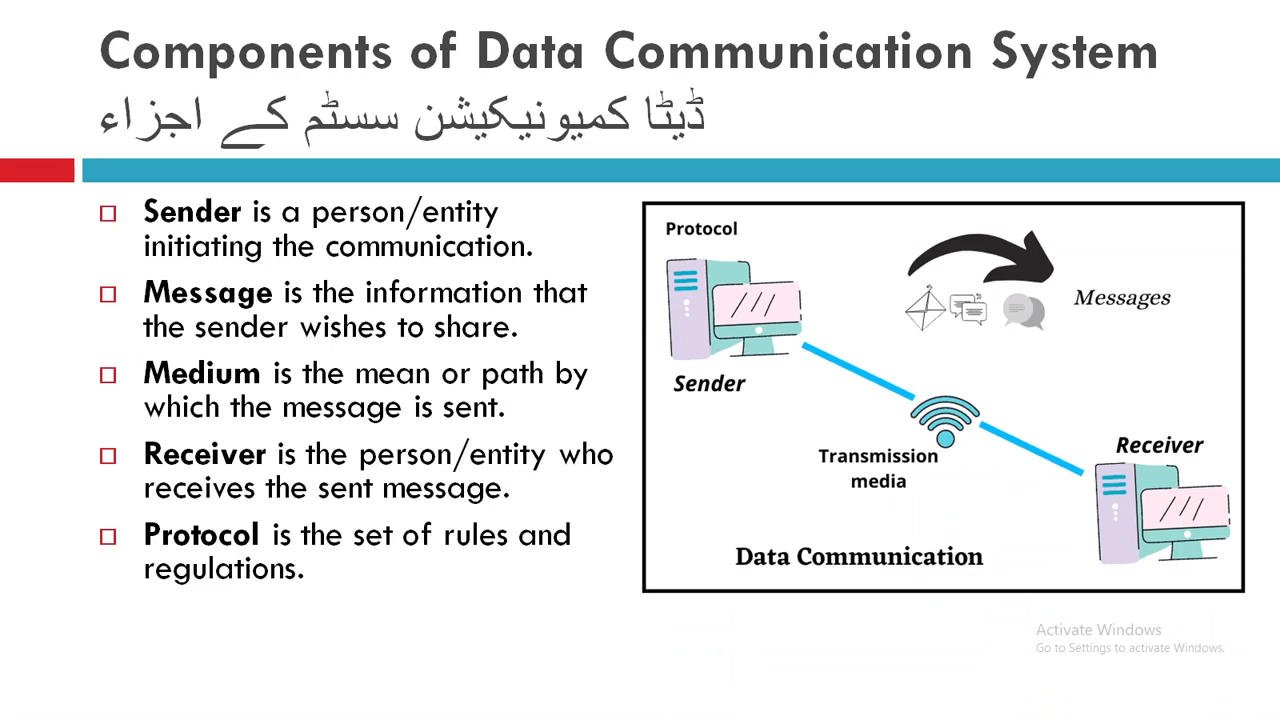 Components of Data Communication System
ڈیٹا کمیونیکیشن سسٹم کے اجزاء
Sender is a person/entity
initiating the communication.
Message is the information that
the sender wishes to share.
Medium is the mean or path by
which the message is sent.
Receiver is the person/entity who
receives the sent message.
Protocol is the set of rules and
regulations.
Protocol
Messages
Sender
Transmission
media
Receiver
Data Communication
Activate Windows
Go to Settings to activate Windows.